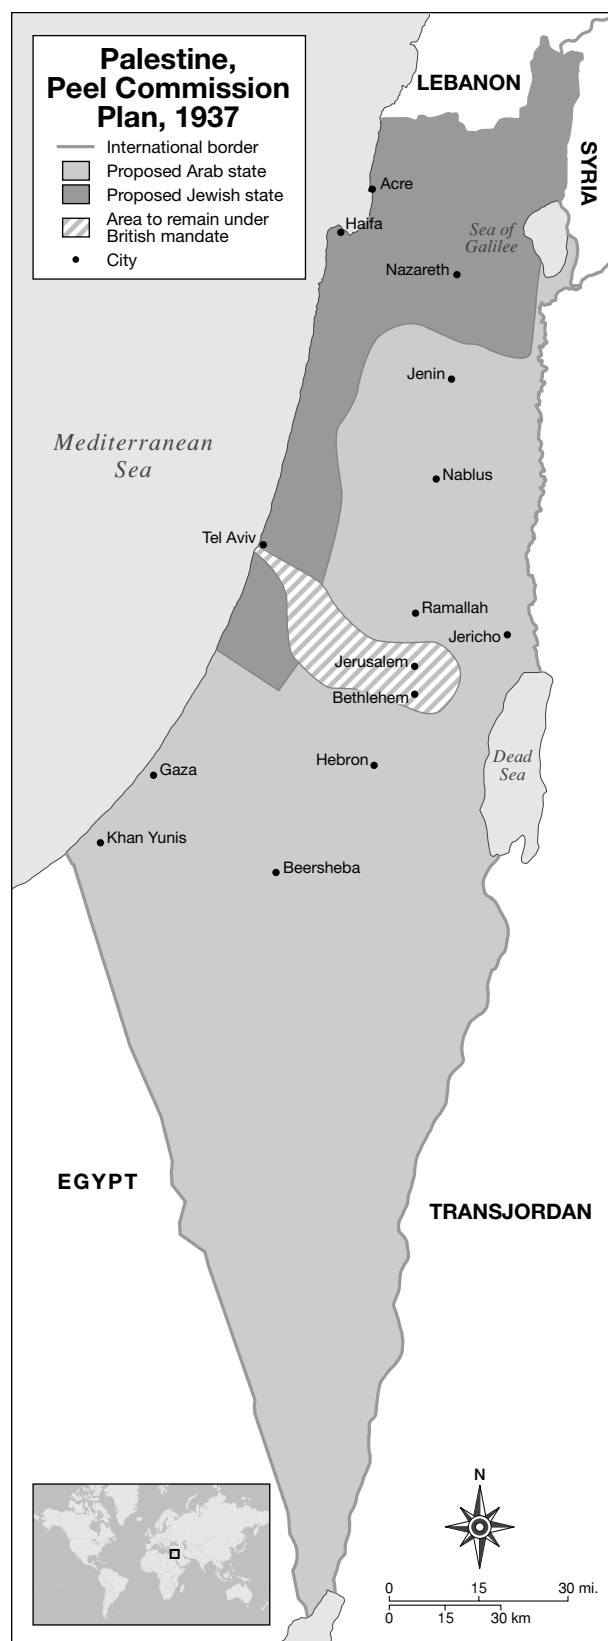 Palestine,
Peel Commission
Plan, 1937
International border
Proposed Arab state
Proposed Jewish state
Area to remain under
British mandate
City
LEBANON
SYRIA
Acre
Haifa
Sea of
Galilee
Nazareth
Jenin
Mediterranean
Sea
Nablus
Tel Aviv
Ramallah
Jericho
Jerusalem
Bethlehem
Dead
Sea
Hebron
Gaza
Khan Yunis
Beersheba
EGYPT
TRANSJORDAN
N
0 15 30 mi.
0 15 30 km